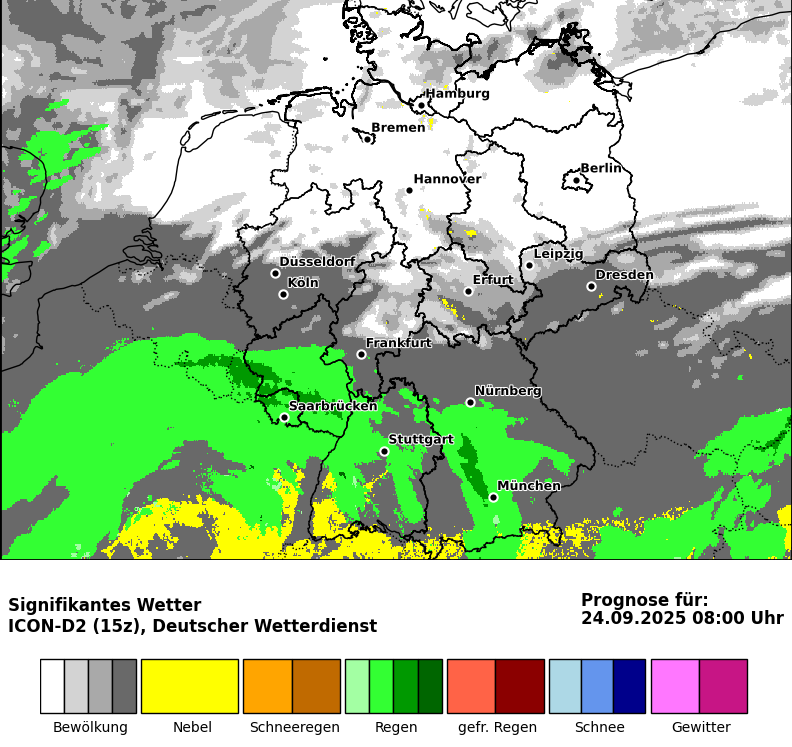 Hamburg
Bremen
Berlin
Hannover
Leipzig
Düsseldorf
Dresden
Köln
Erfurt
Frankfurt
Nürnberg
Saarbrücken
Stuttgart
München
Signifikantes Wetter
ICON-D2 (15z), Deutscher Wetterdienst
Prognose für:
24.09.2025 08:00 Uhr
Bewölkung
Nebel
Schneeregen
Regen
gefr. Regen
Schnee
Gewitter